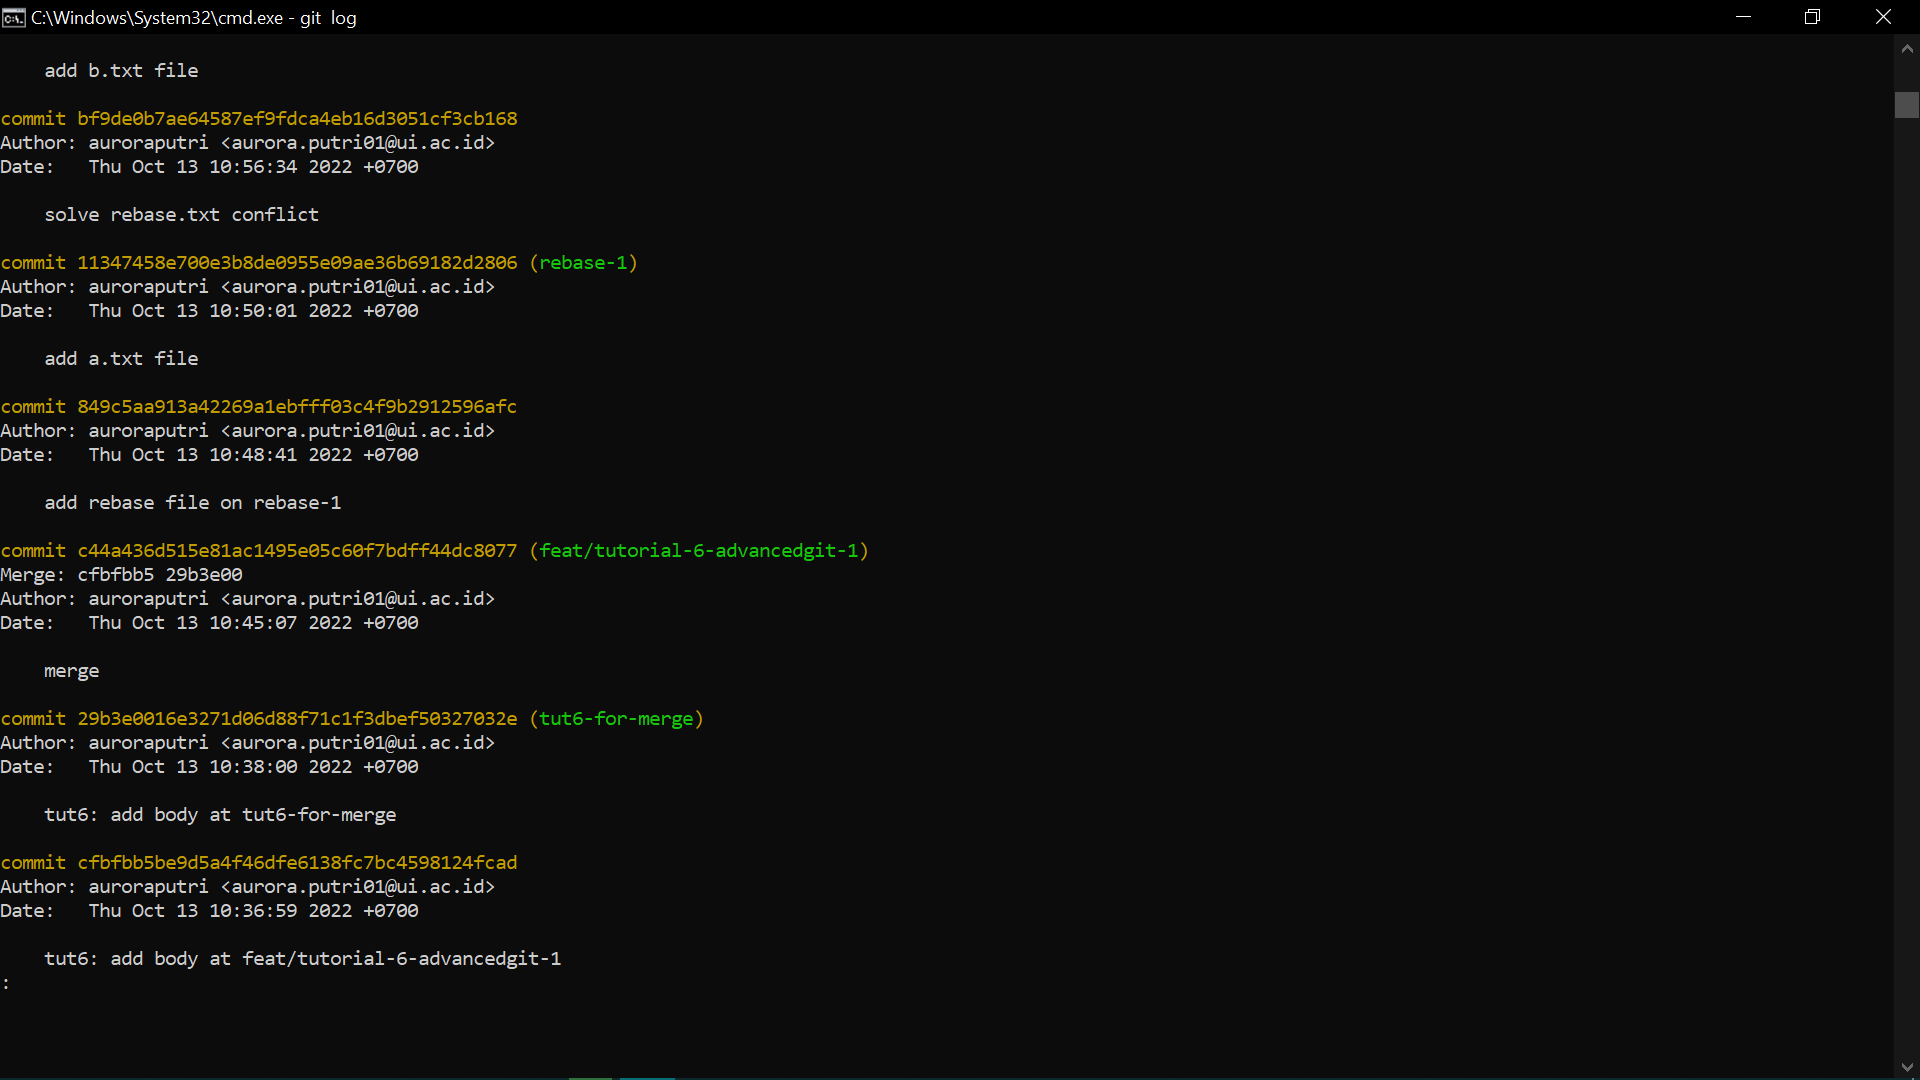 C:\Windows\System32\cmd.exe - git  log
    add b.txt file
commit bf9de0b7ae64587ef9fdca4eb16d3051cf3cb168
Author: auroraputri <aurora.putri01@ui.ac.id>
Date:   Thu Oct 13 10:56:34 2022 +0700
    solve rebase.txt conflict
commit 11347458e700e3b8de0955e09ae36b69182d2806 (rebase-1)
Author: auroraputri <aurora.putri01@ui.ac.id>
Date:   Thu Oct 13 10:50:01 2022 +0700
    add a.txt file
commit 849c5aa913a42269a1ebfff03c4f9b2912596afc
Author: auroraputri <aurora.putri01@ui.ac.id>
Date:   Thu Oct 13 10:48:41 2022 +0700
    add rebase file on rebase-1
commit c44a436d515e81ac1495e05c60f7bdff44dc8077 (feat/tutorial-6-advancedgit-1)
Merge: cfbfbb5 29b3e00
Author: auroraputri <aurora.putri01@ui.ac.id>
Date:   Thu Oct 13 10:45:07 2022 +0700
    merge
commit 29b3e0016e3271d06d88f71c1f3dbef50327032e (tut6-for-merge)
Author: auroraputri <aurora.putri01@ui.ac.id>
Date:   Thu Oct 13 10:38:00 2022 +0700
    tut6: add body at tut6-for-merge
commit cfbfbb5be9d5a4f46dfe6138fc7bc4598124fcad
Author: auroraputri <aurora.putri01@ui.ac.id>
Date:   Thu Oct 13 10:36:59 2022 +0700
    tut6: add body at feat/tutorial-6-advancedgit-1
: